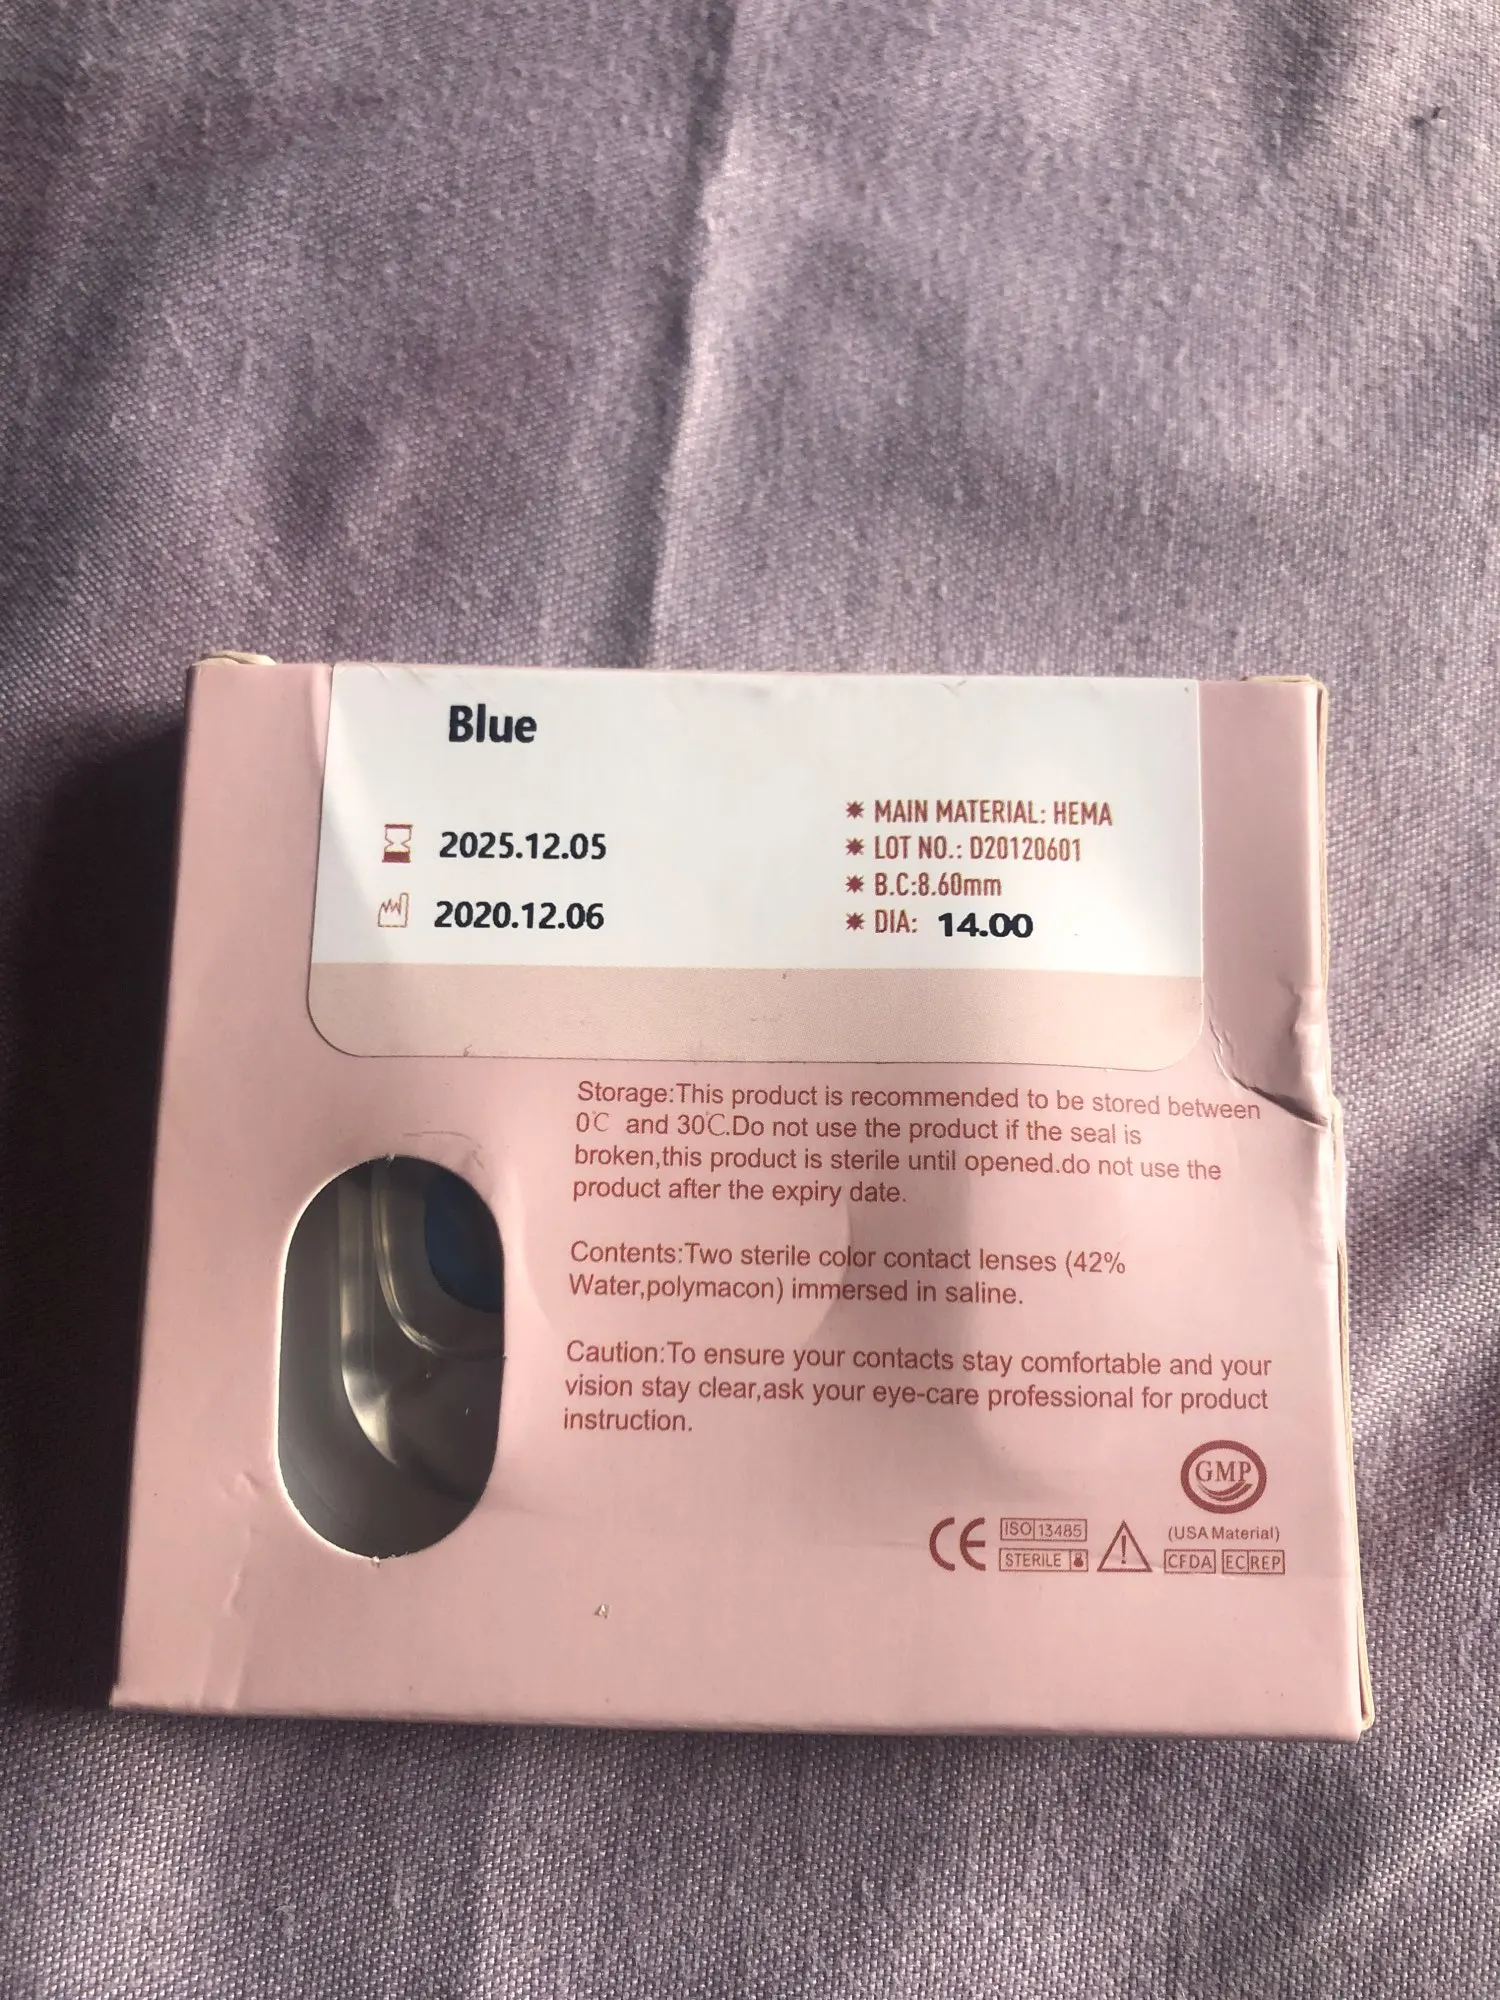 Blue
2025.12.05
2020.12.06
✷ MAIN MATERIAL: HEMA
✷ LOT NO.: D20120601
✷ B.C:8.60mm
✷ DIA: 14.00
Storage:This product is recommended to be stored between
0℃ and 30℃.Do not use the product if the seal is
broken,this product is sterile until opened.do not use the
product after the expiry date.
Contents:Two sterile color contact lenses (42%
Water,polymacon) immersed in saline.
Caution:To ensure your contacts stay comfortable and your
vision stay clear,ask your eye-care professional for product
instruction.
GMP
CE ISO 13485 (USA Material)
STERILE ! CFDA EC REP